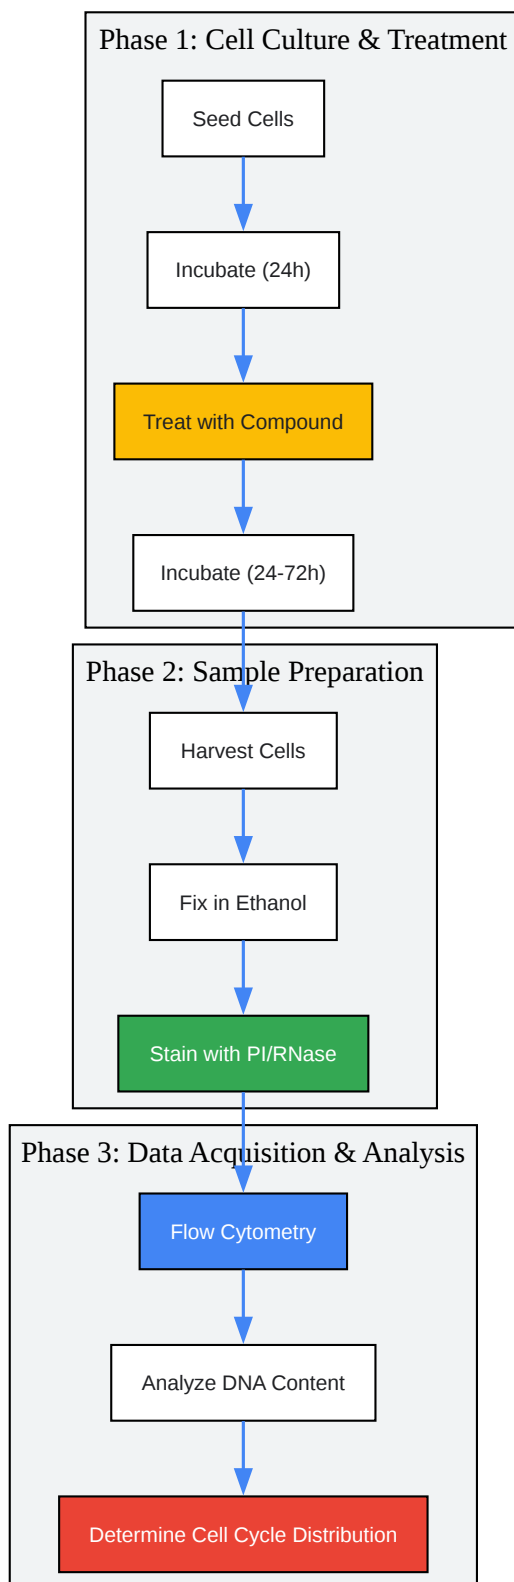 Phase 1: Cell Culture & Treatment
Seed Cells
Incubate (24h)
Treat with Compound
Incubate (24-72h)
Phase 2: Sample Preparation
Harvest Cells
Fix in Ethanol
Stain with PI/RNase
Phase 3: Data Acquisition & Analysis
Flow Cytometry
Analyze DNA Content
Determine Cell Cycle Distribution